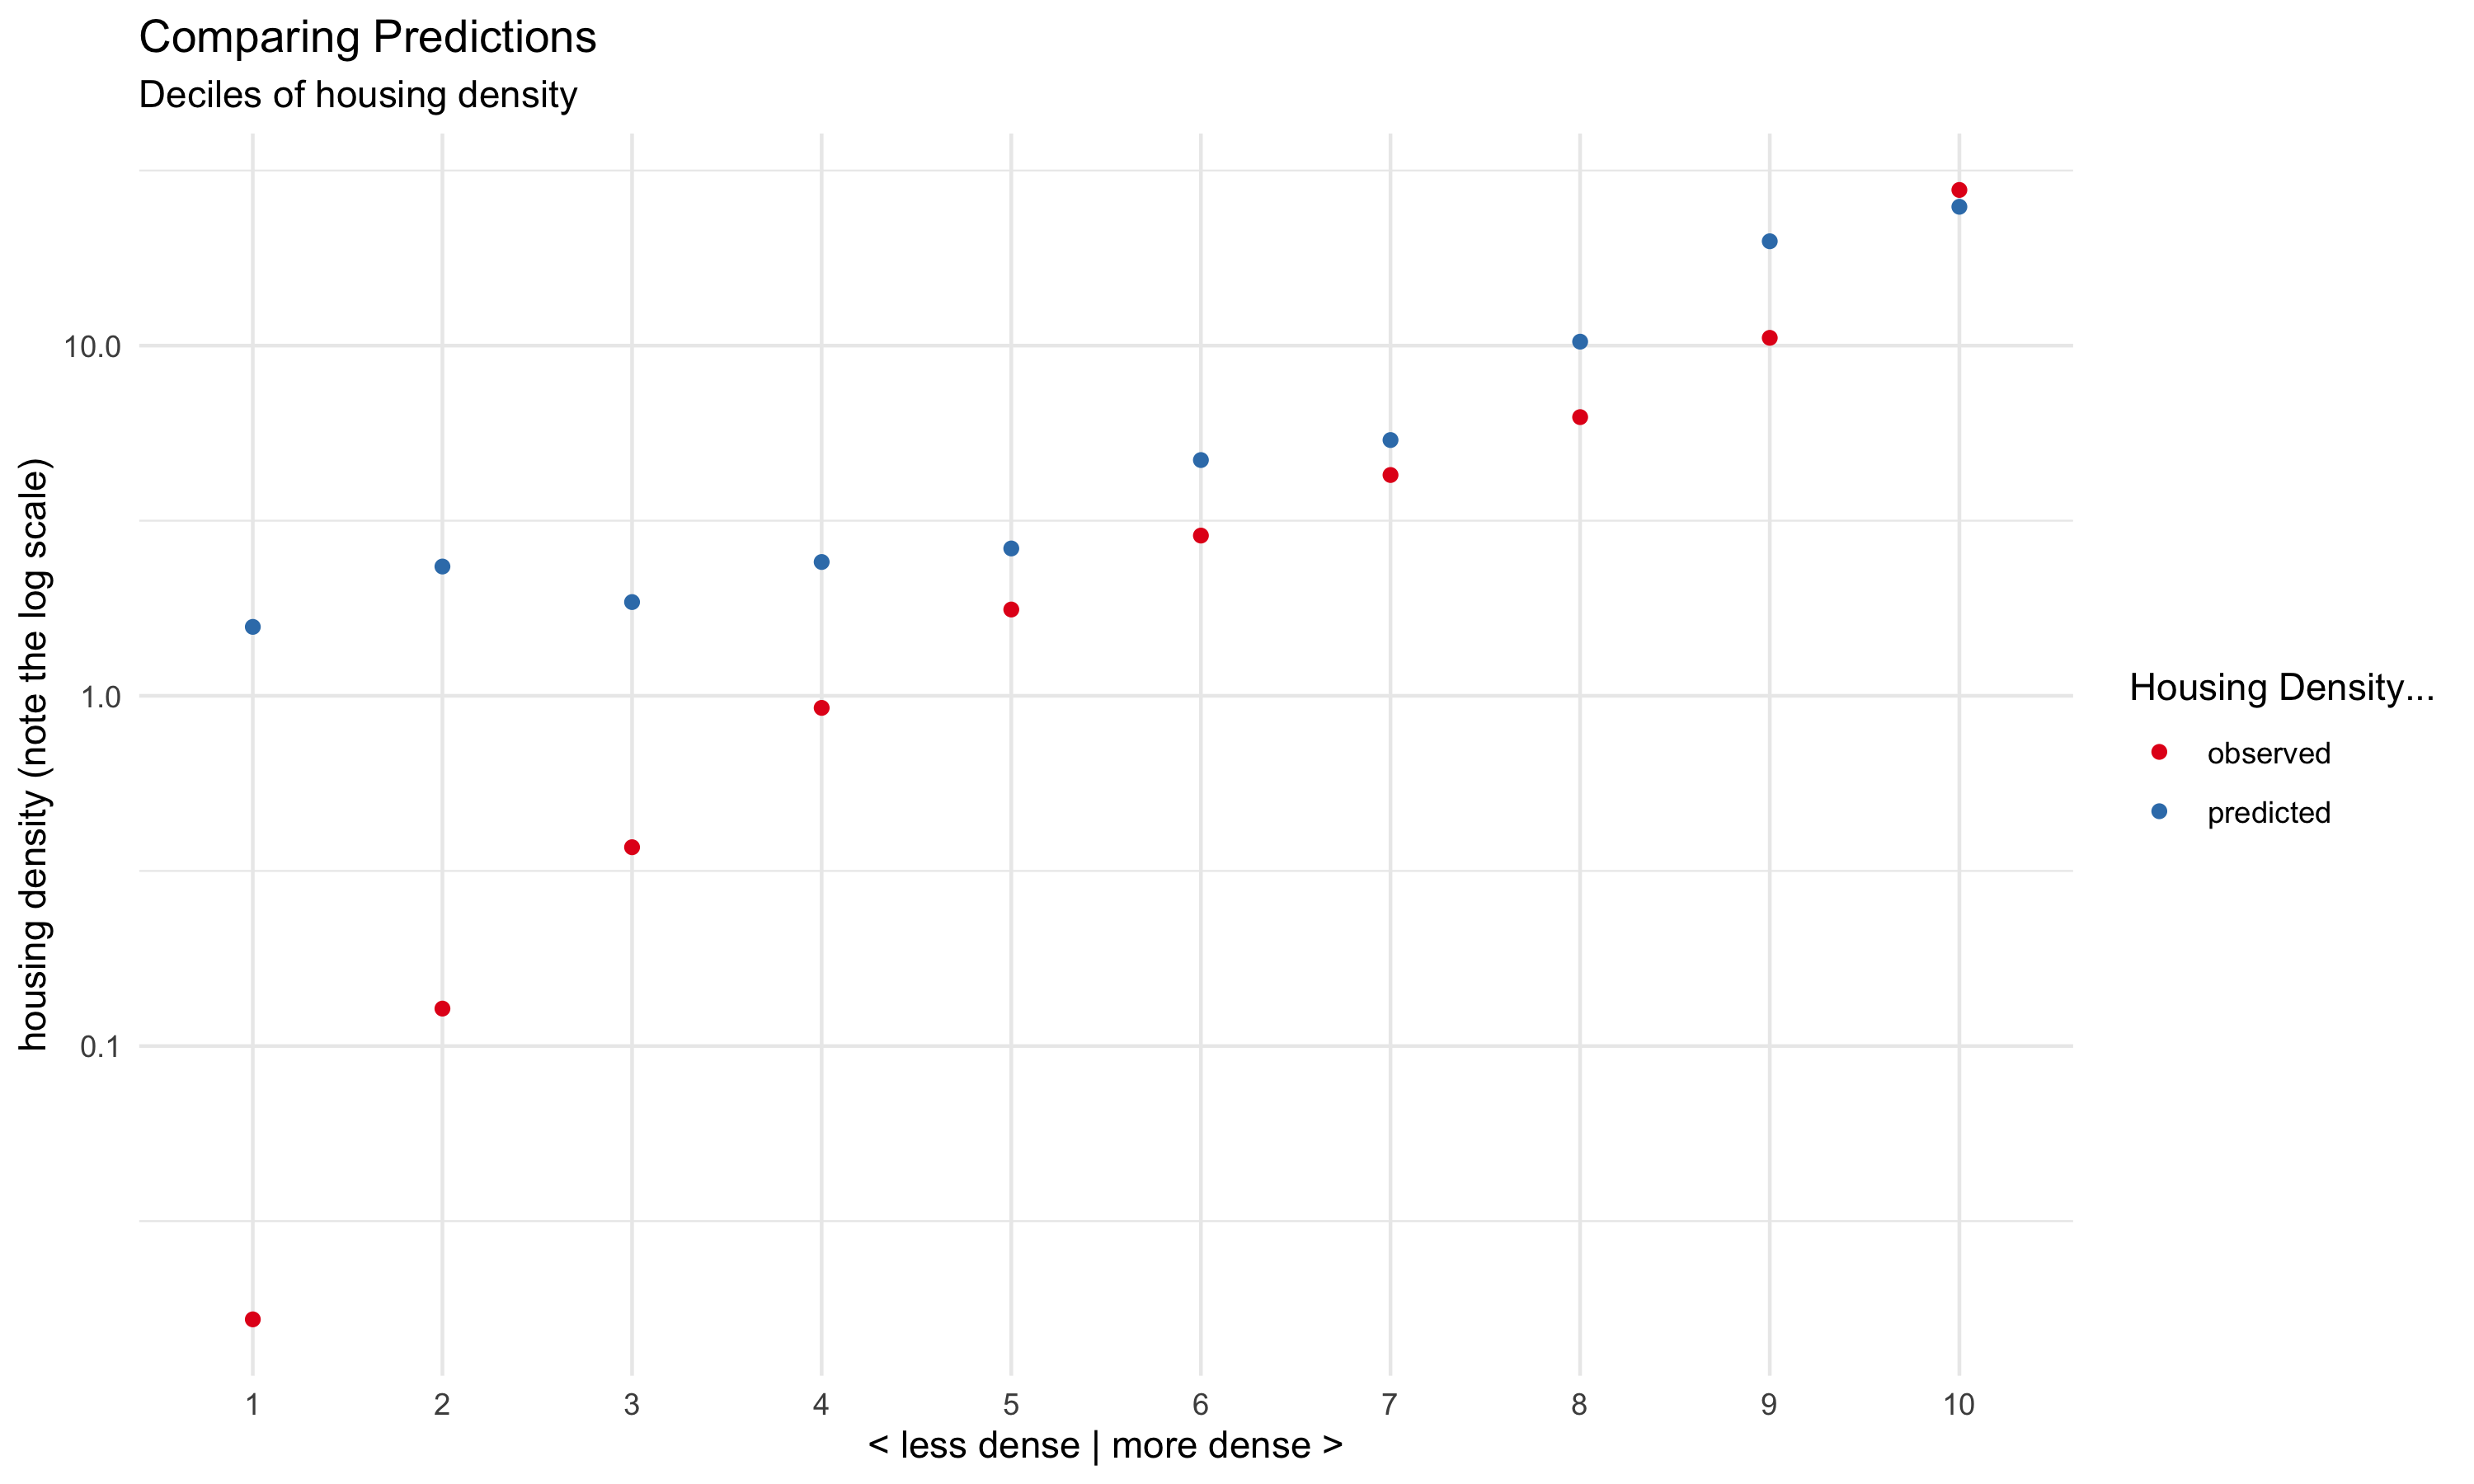 Comparing Predictions
Deciles of housing density
housing density (note the log scale)
10.0
1.0
0.1
1 2 3 4 5 6 7 8 9 10
< less dense | more dense >
Housing Density...
observed
predicted